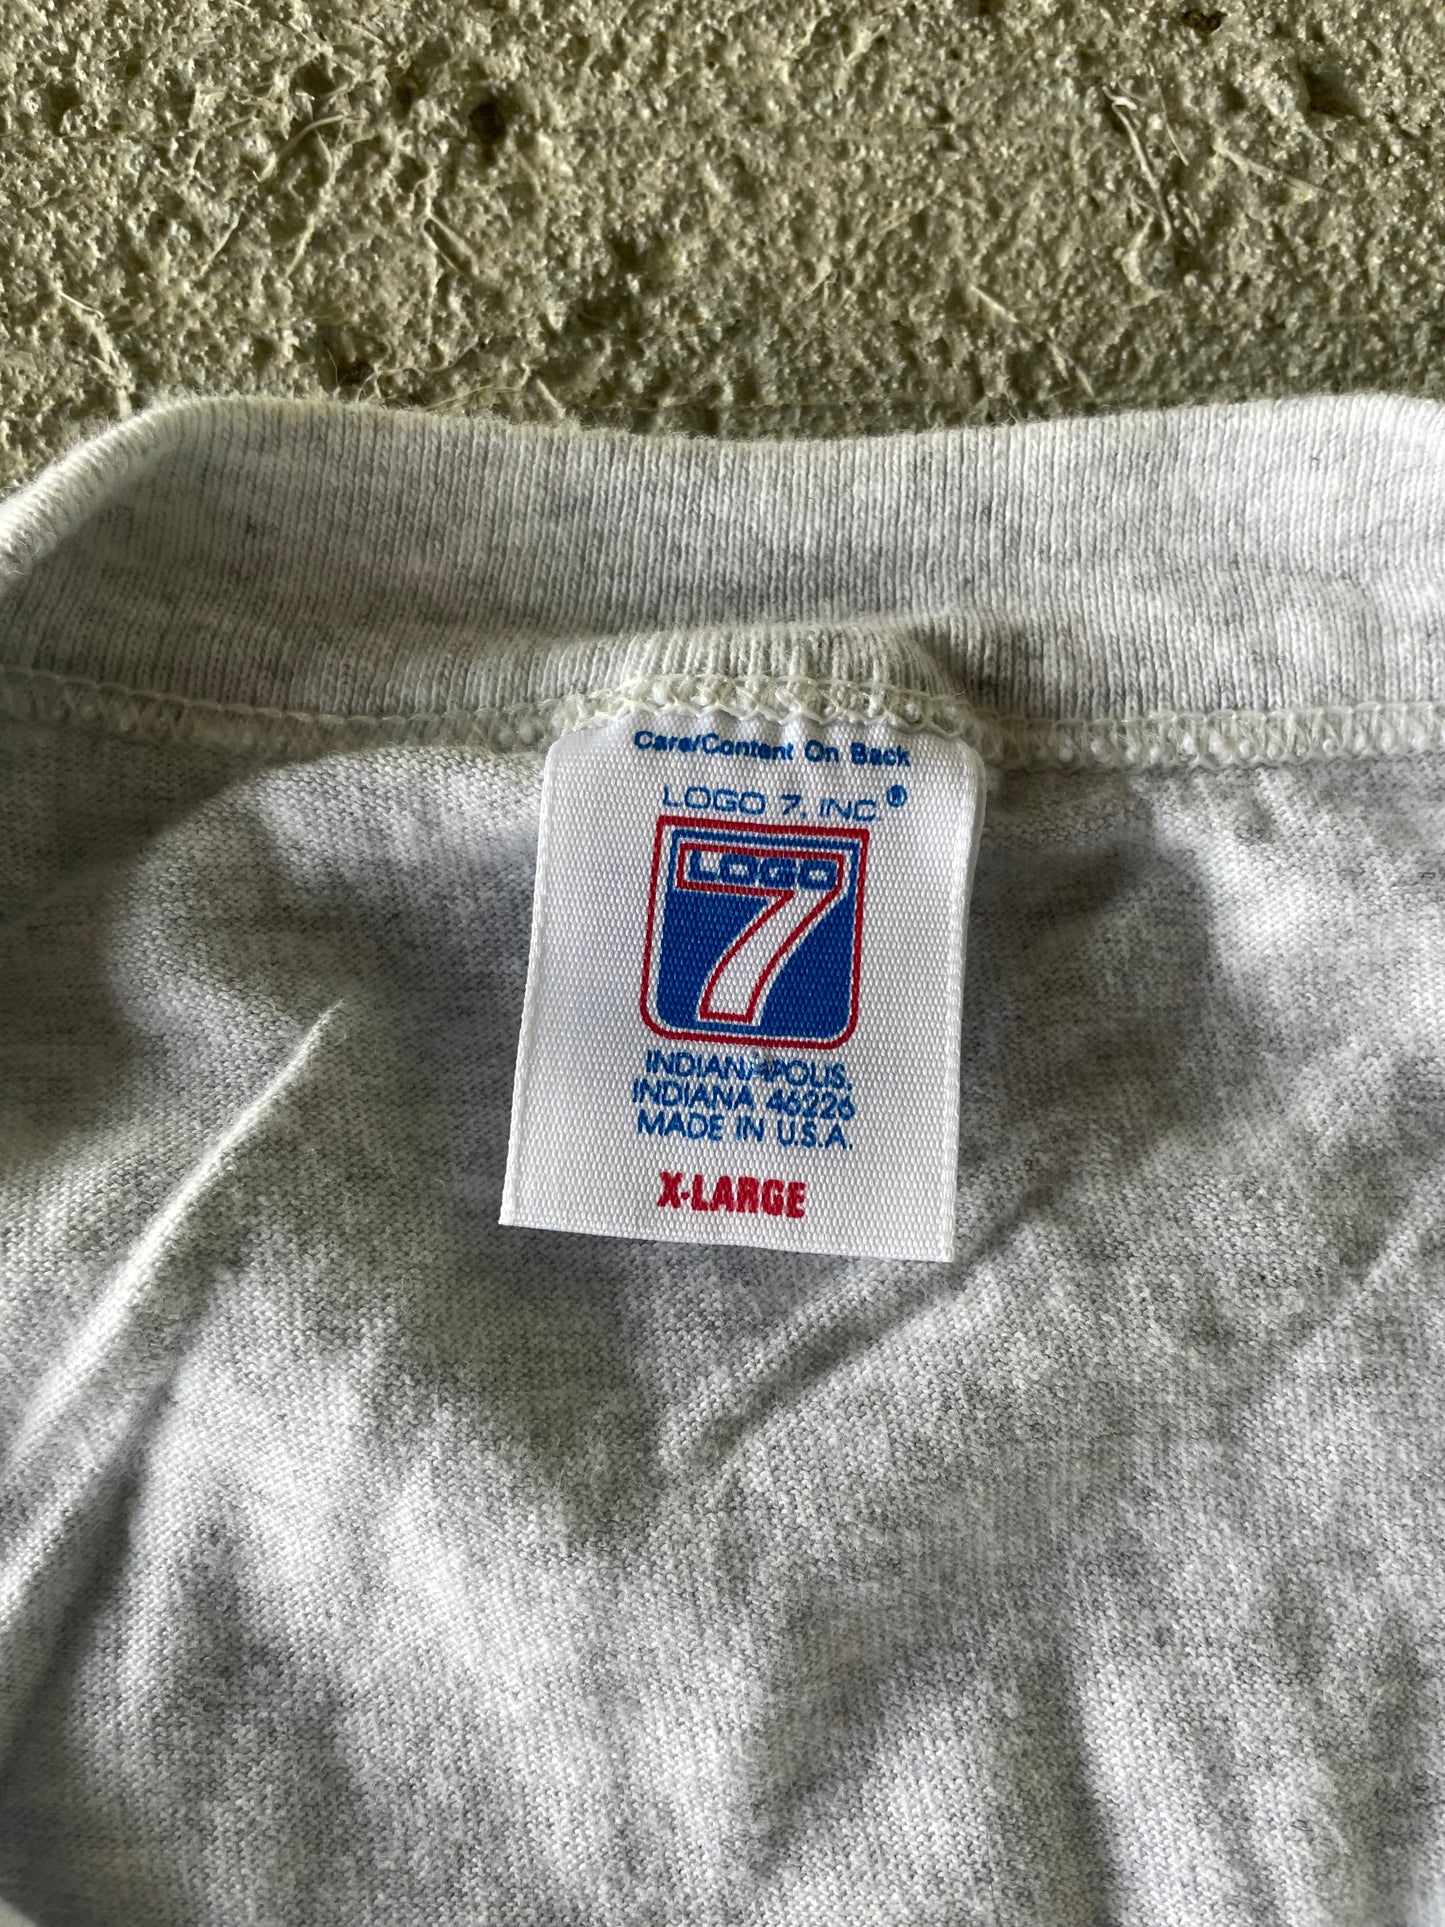 Care/Content On Back
LOGO 7, INC.®
LOGO
7
INDIANAPOLIS,
INDIANA 46226
MADE IN U.S.A.
X-LARGE